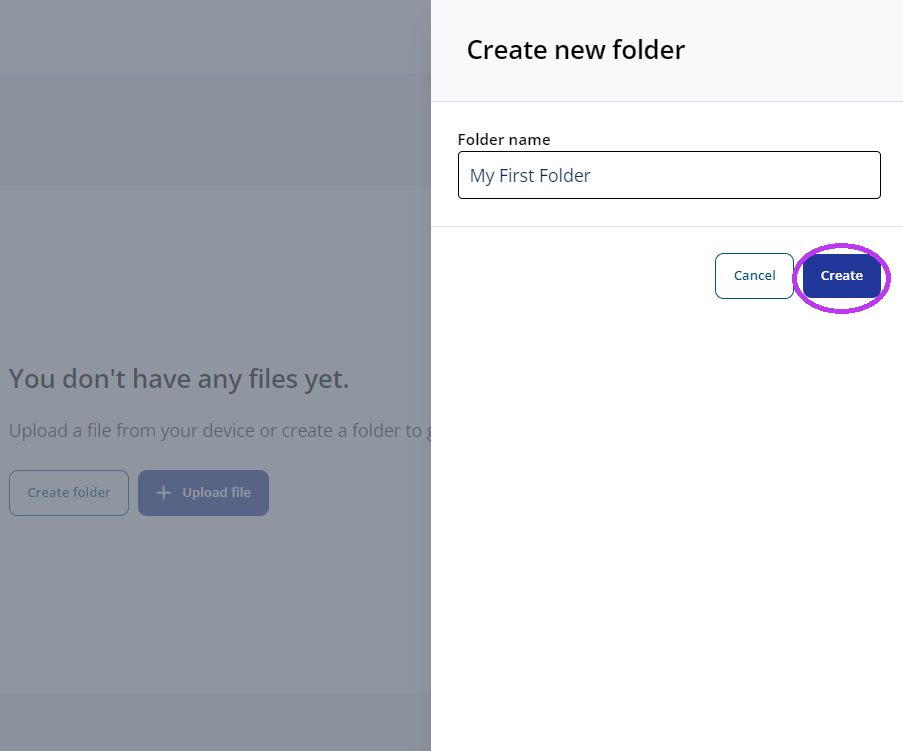 Create new folder
Folder name
My First Folder
Cancel
Create
You don't have any files yet.
Upload a file from your device or create a folder to
Create folder
Upload file